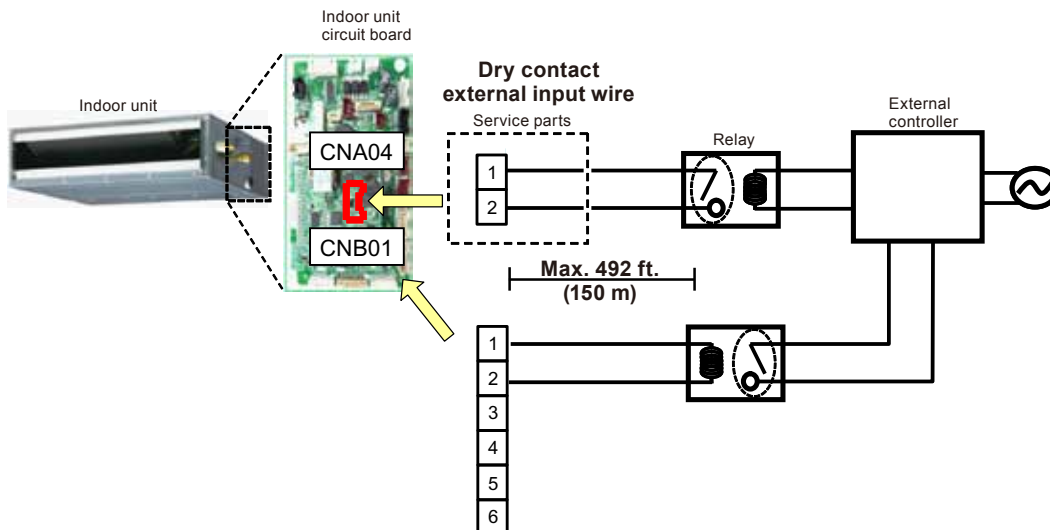 Indoor unit
circuit board
Indoor unit
Dry contact
external input wire
Service parts
External
controller
Relay
CNA04
1
2
CNB01
Max. 492 ft.
(150 m)
1
2
3
4
5
6